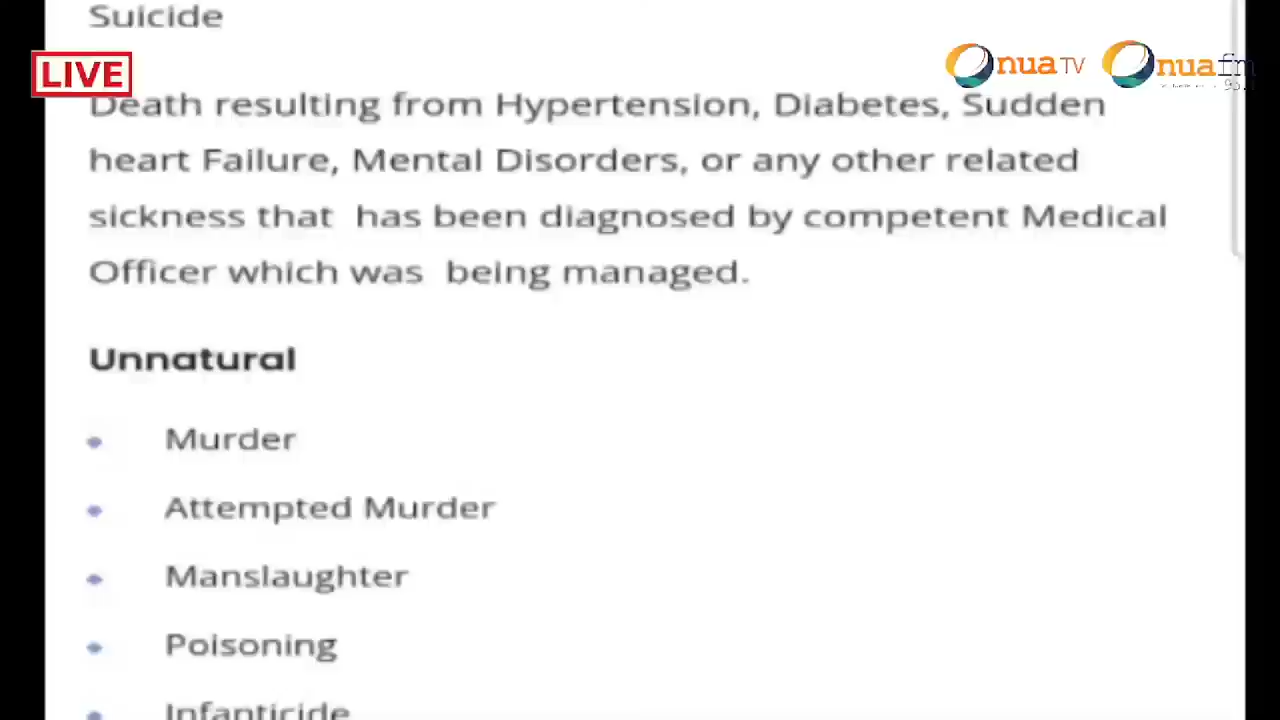 Suicide
LIVE
Onua TV
Onua fm
Death resulting from Hypertension, Diabetes, Sudden
heart Failure, Mental Disorders, or any other related
sickness that has been diagnosed by competent Medical
Officer which was being managed.
Unnatural
Murder
Attempted Murder
Manslaughter
Poisoning
Infanticide